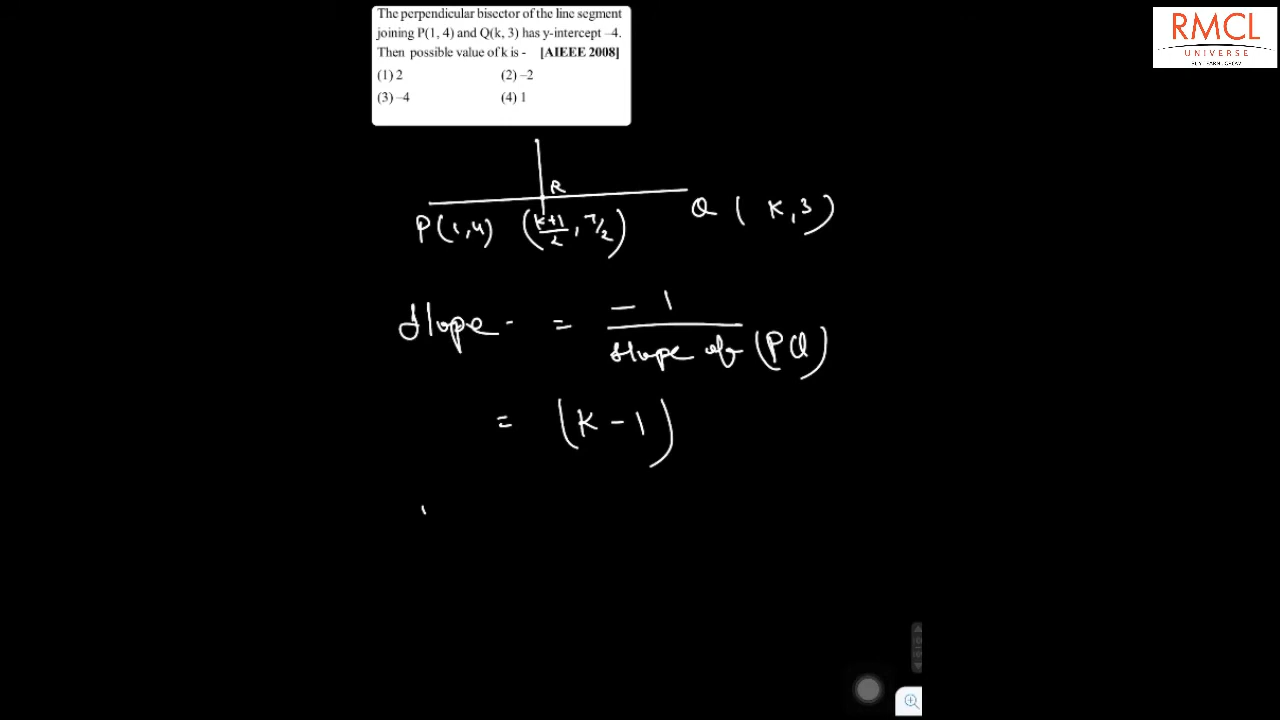 The perpendicular bisector of the line segment
joining P(1, 4) and Q(k, 3) has y-intercept –4.
Then possible value of k is - [AIEEE 2008]
(1) 2 (2) –2
(3) –4 (4) 1
RMCL
UNIVERSE
R
P(1,4) (k+1/2, 7/2) Q ( K, 3)
Slope - = - 1 / slope of (PQ)
= (K - 1)